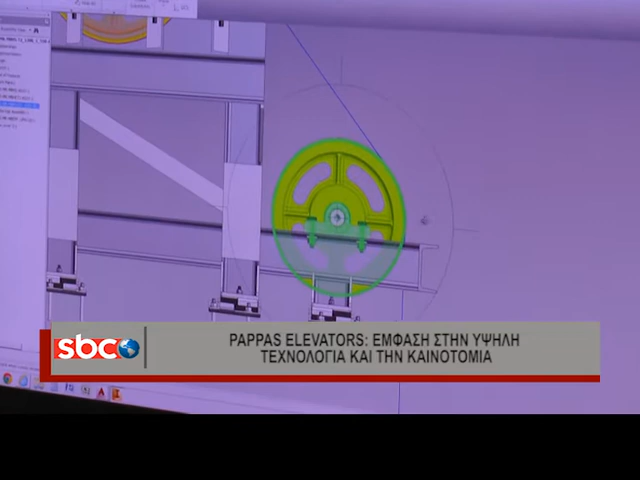 sbc
PAPPAS ELEVATORS: ΕΜΦΑΣΗ ΣΤΗΝ ΥΨΗΛΗ
ΤΕΧΝΟΛΟΓΙΑ ΚΑΙ ΤΗΝ ΚΑΙΝΟΤΟΜΙΑ